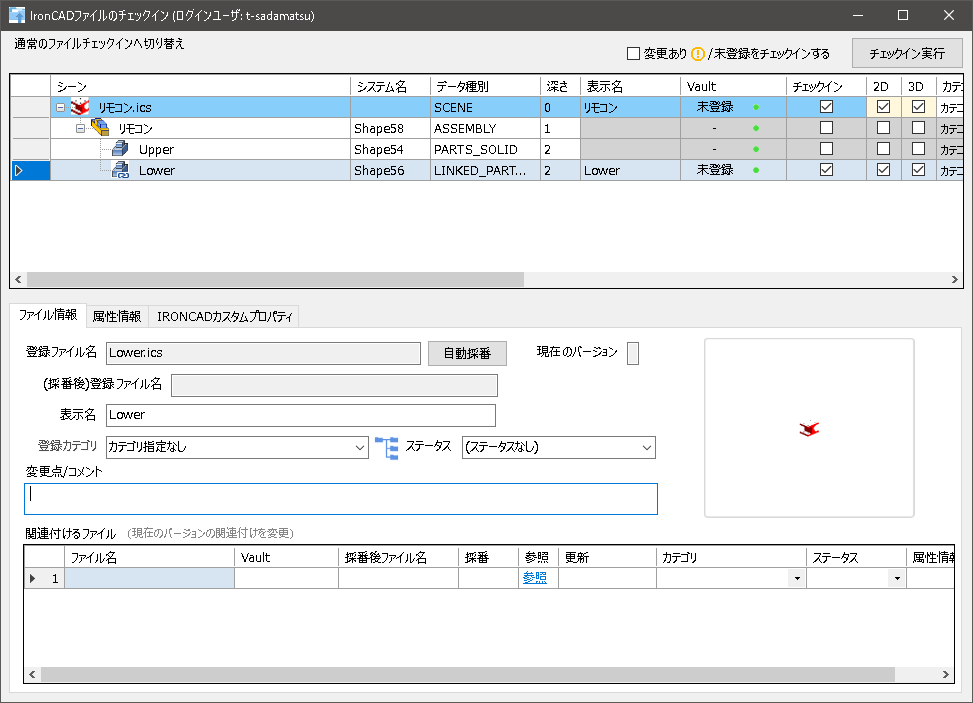 IronCADファイルのチェックイン (ログインユーザ: t-sadamatsu)
通常のファイルチェックインへ切り替え
変更あり ! /未登録をチェックインする
チェックイン実行
シーン システム名 データ種別 深さ 表示名 Vault チェックイン 2D 3D カテ
リモコン.ics SCENE 0 リモコン 未登録 カテゴ
リモコン Shape58 ASSEMBLY 1 - カテゴ
Upper Shape54 PARTS_SOLID 2 - カテゴ
Lower Shape56 LINKED_PART... 2 Lower 未登録 カテゴ
ファイル情報 属性情報 IRONCADカスタムプロパティ
登録ファイル名 Lower.ics 自動採番 現在のバージョン
(採番後)登録ファイル名
表示名 Lower
登録カテゴリ カテゴリ指定なし ステータス (ステータスなし)
変更点/コメント
関連付けるファイル (現在のバージョンの関連付けを変更)
ファイル名 Vault 採番後ファイル名 採番 参照 更新 カテゴリ ステータス 属性情報
1 参照